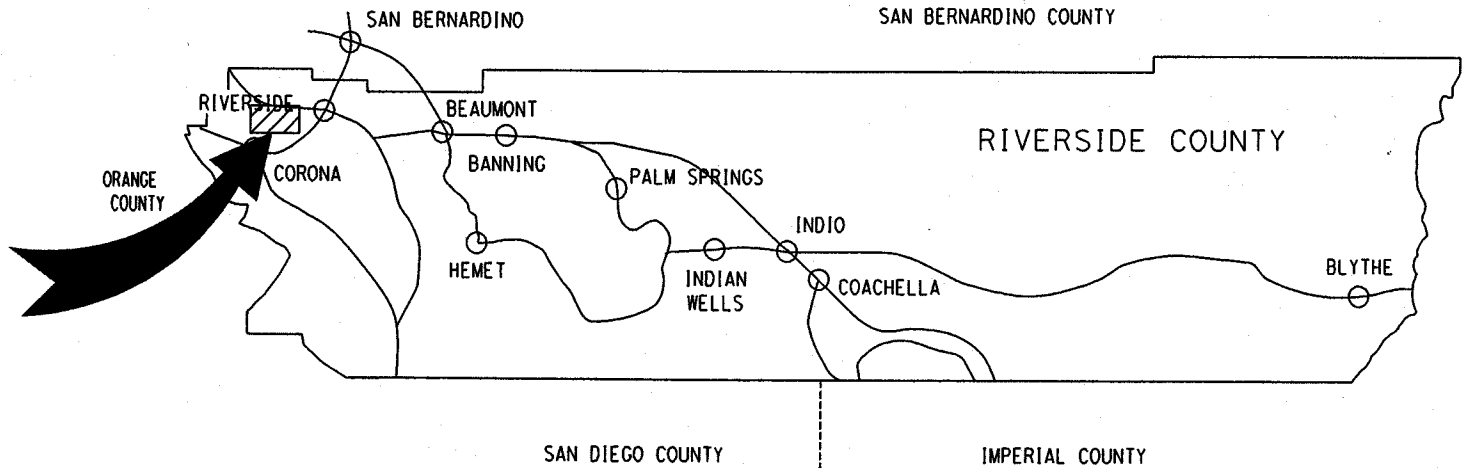 SAN BERNARDINO
SAN BERNARDINO COUNTY
RIVERSIDE
BEAUMONT
RIVERSIDE COUNTY
BANNING
CORONA
ORANGE
COUNTY
PALM SPRINGS
INDIO
HEMET
INDIAN
WELLS
COACHELLA
BLYTHE
SAN DIEGO COUNTY
IMPERIAL COUNTY